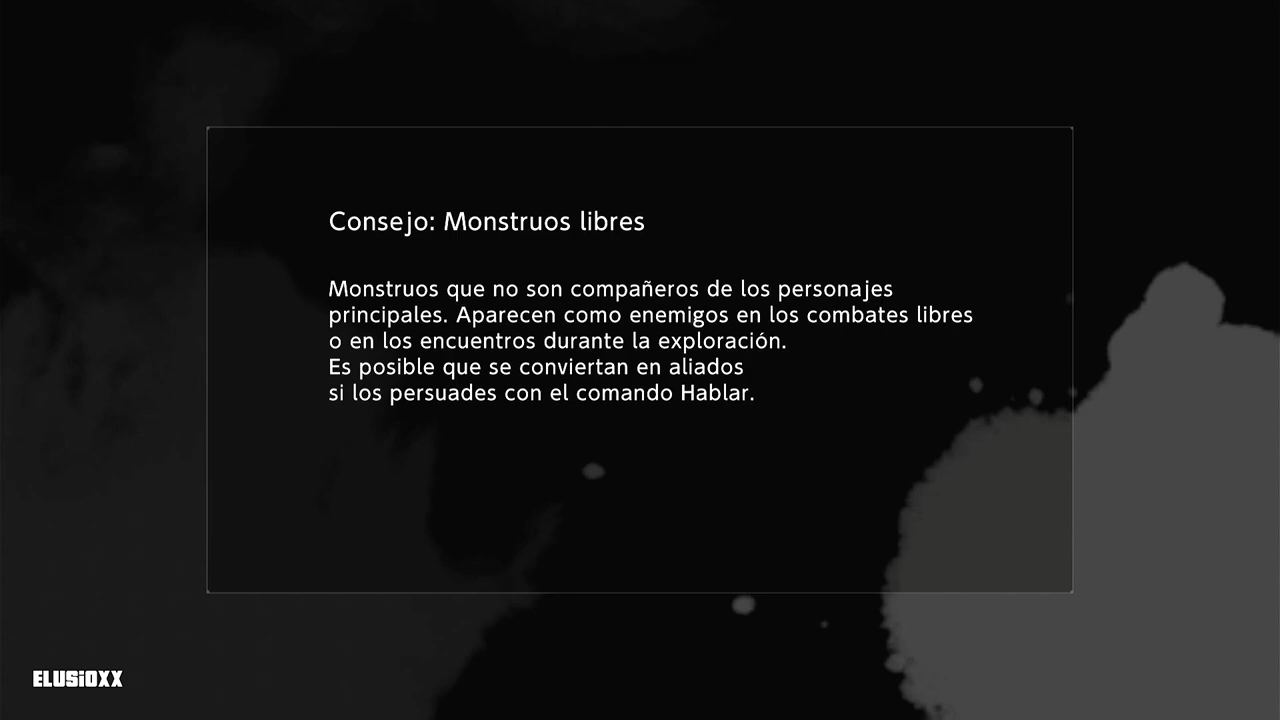 Consejo: Monstruos libres
Monstruos que no son compañeros de los personajes
principales. Aparecen como enemigos en los combates libres
o en los encuentros durante la exploración.
Es posible que se conviertan en aliados
si los persuades con el comando Hablar.
ELUSiOXX